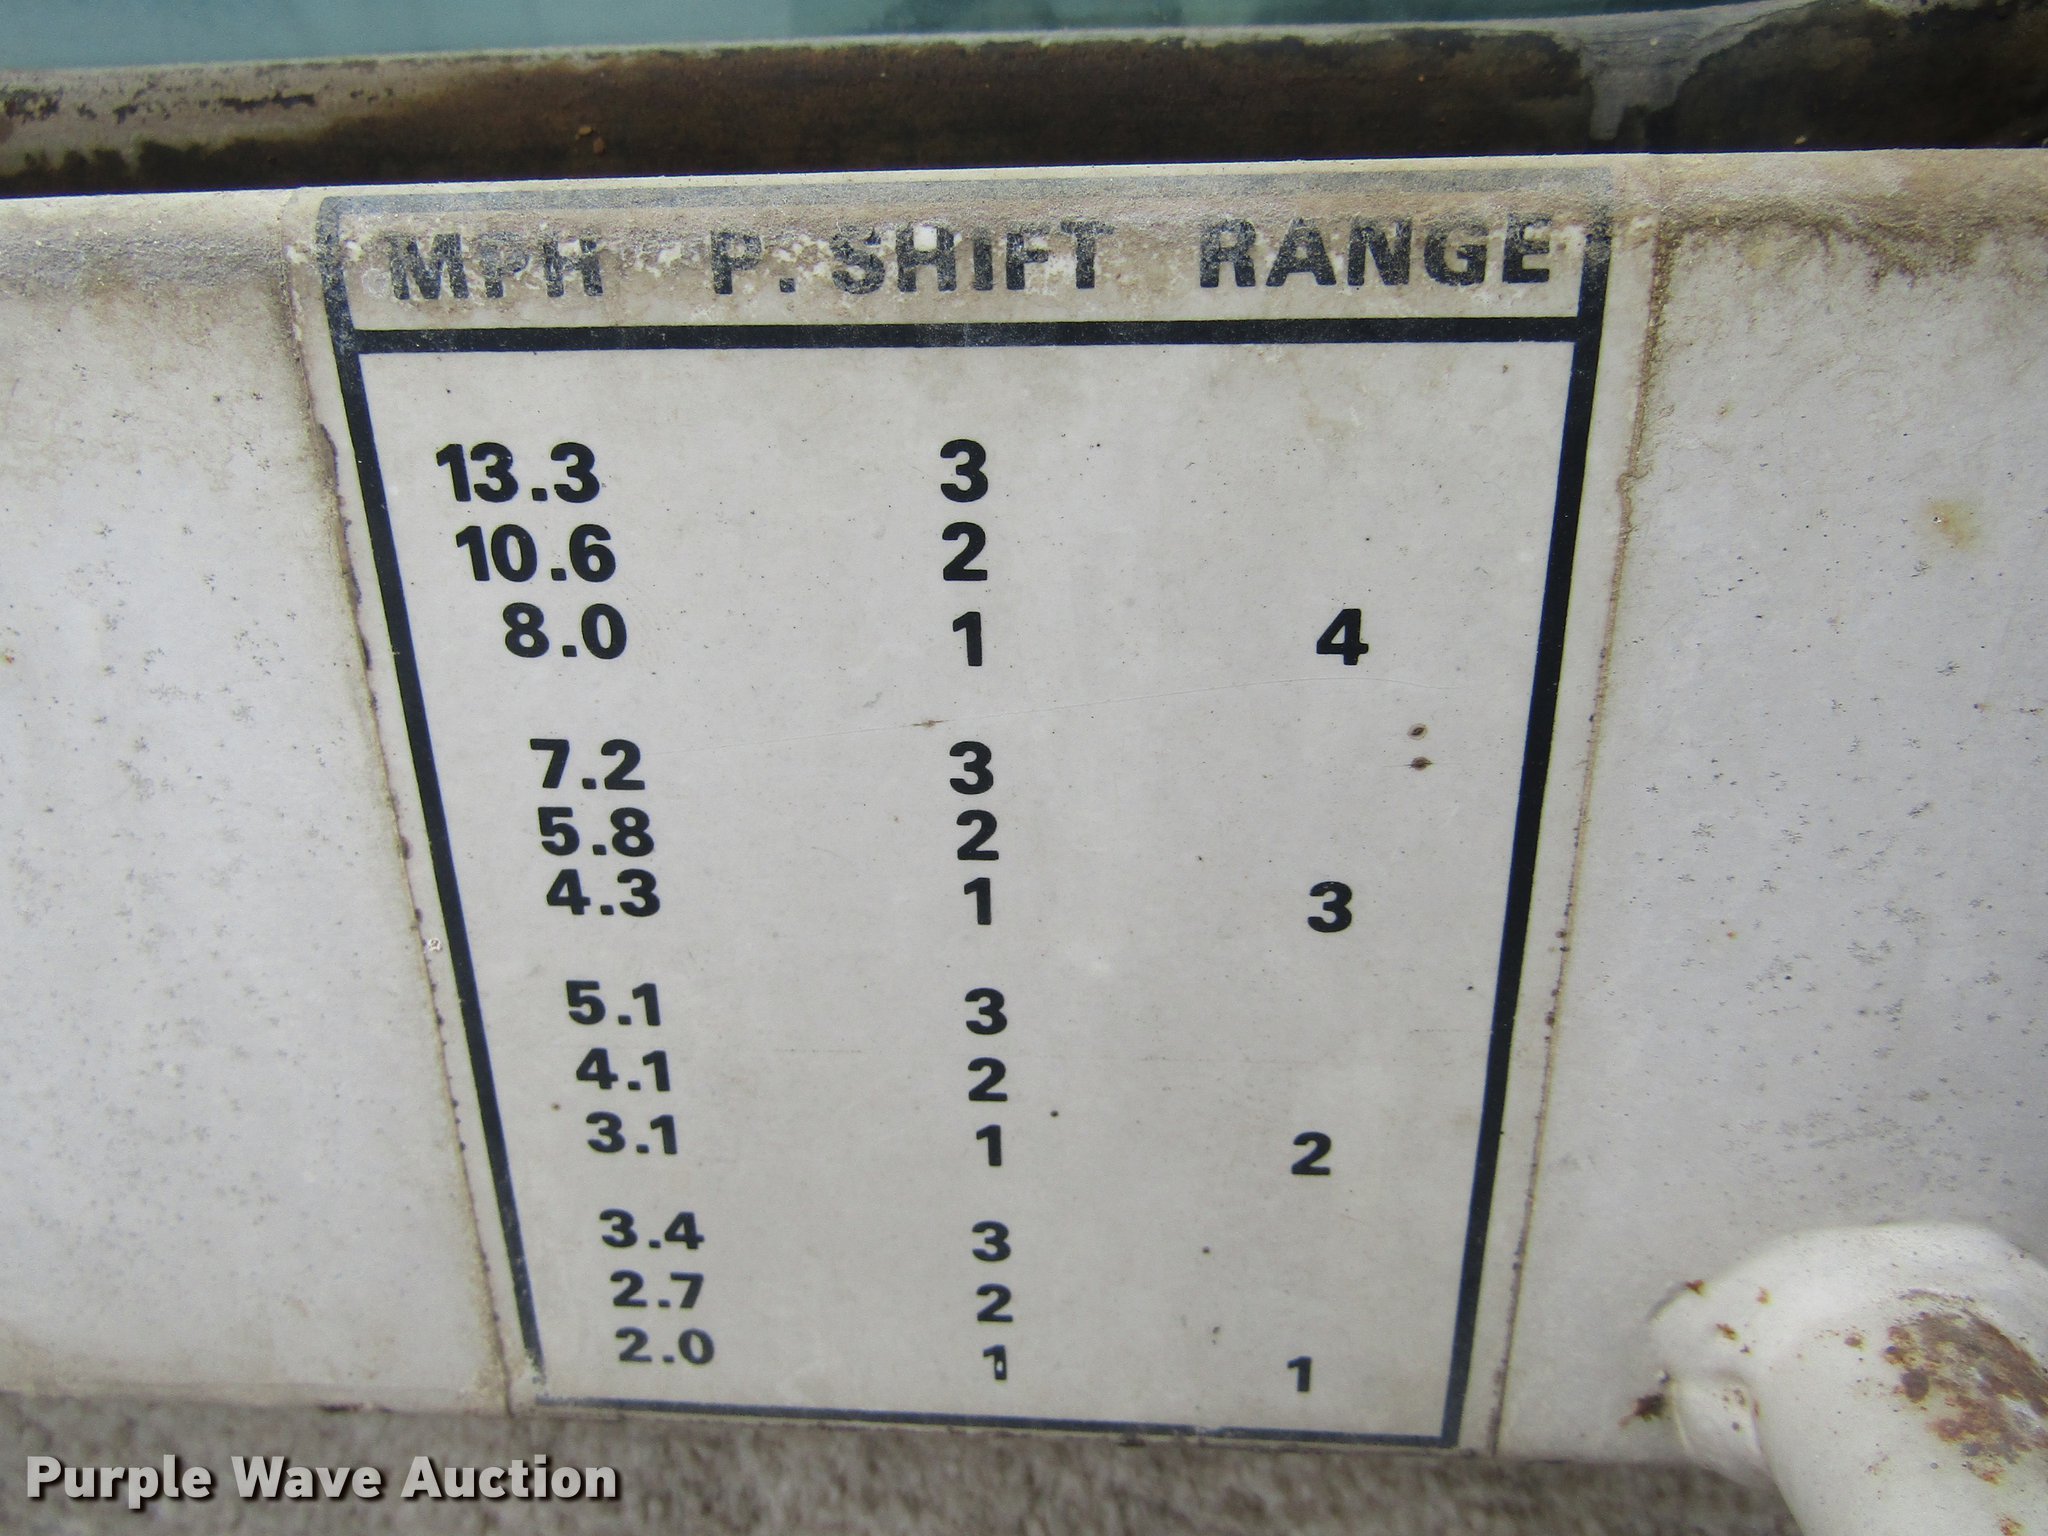 MPH P. SHIFT RANGE
13.3 3
10.6 2
8.0 1 4
7.2 3
5.8 2
4.3 1 3
5.1 3
4.1 2
3.1 1 2
3.4 3
2.7 2
2.0 1 1
Purple Wave Auction